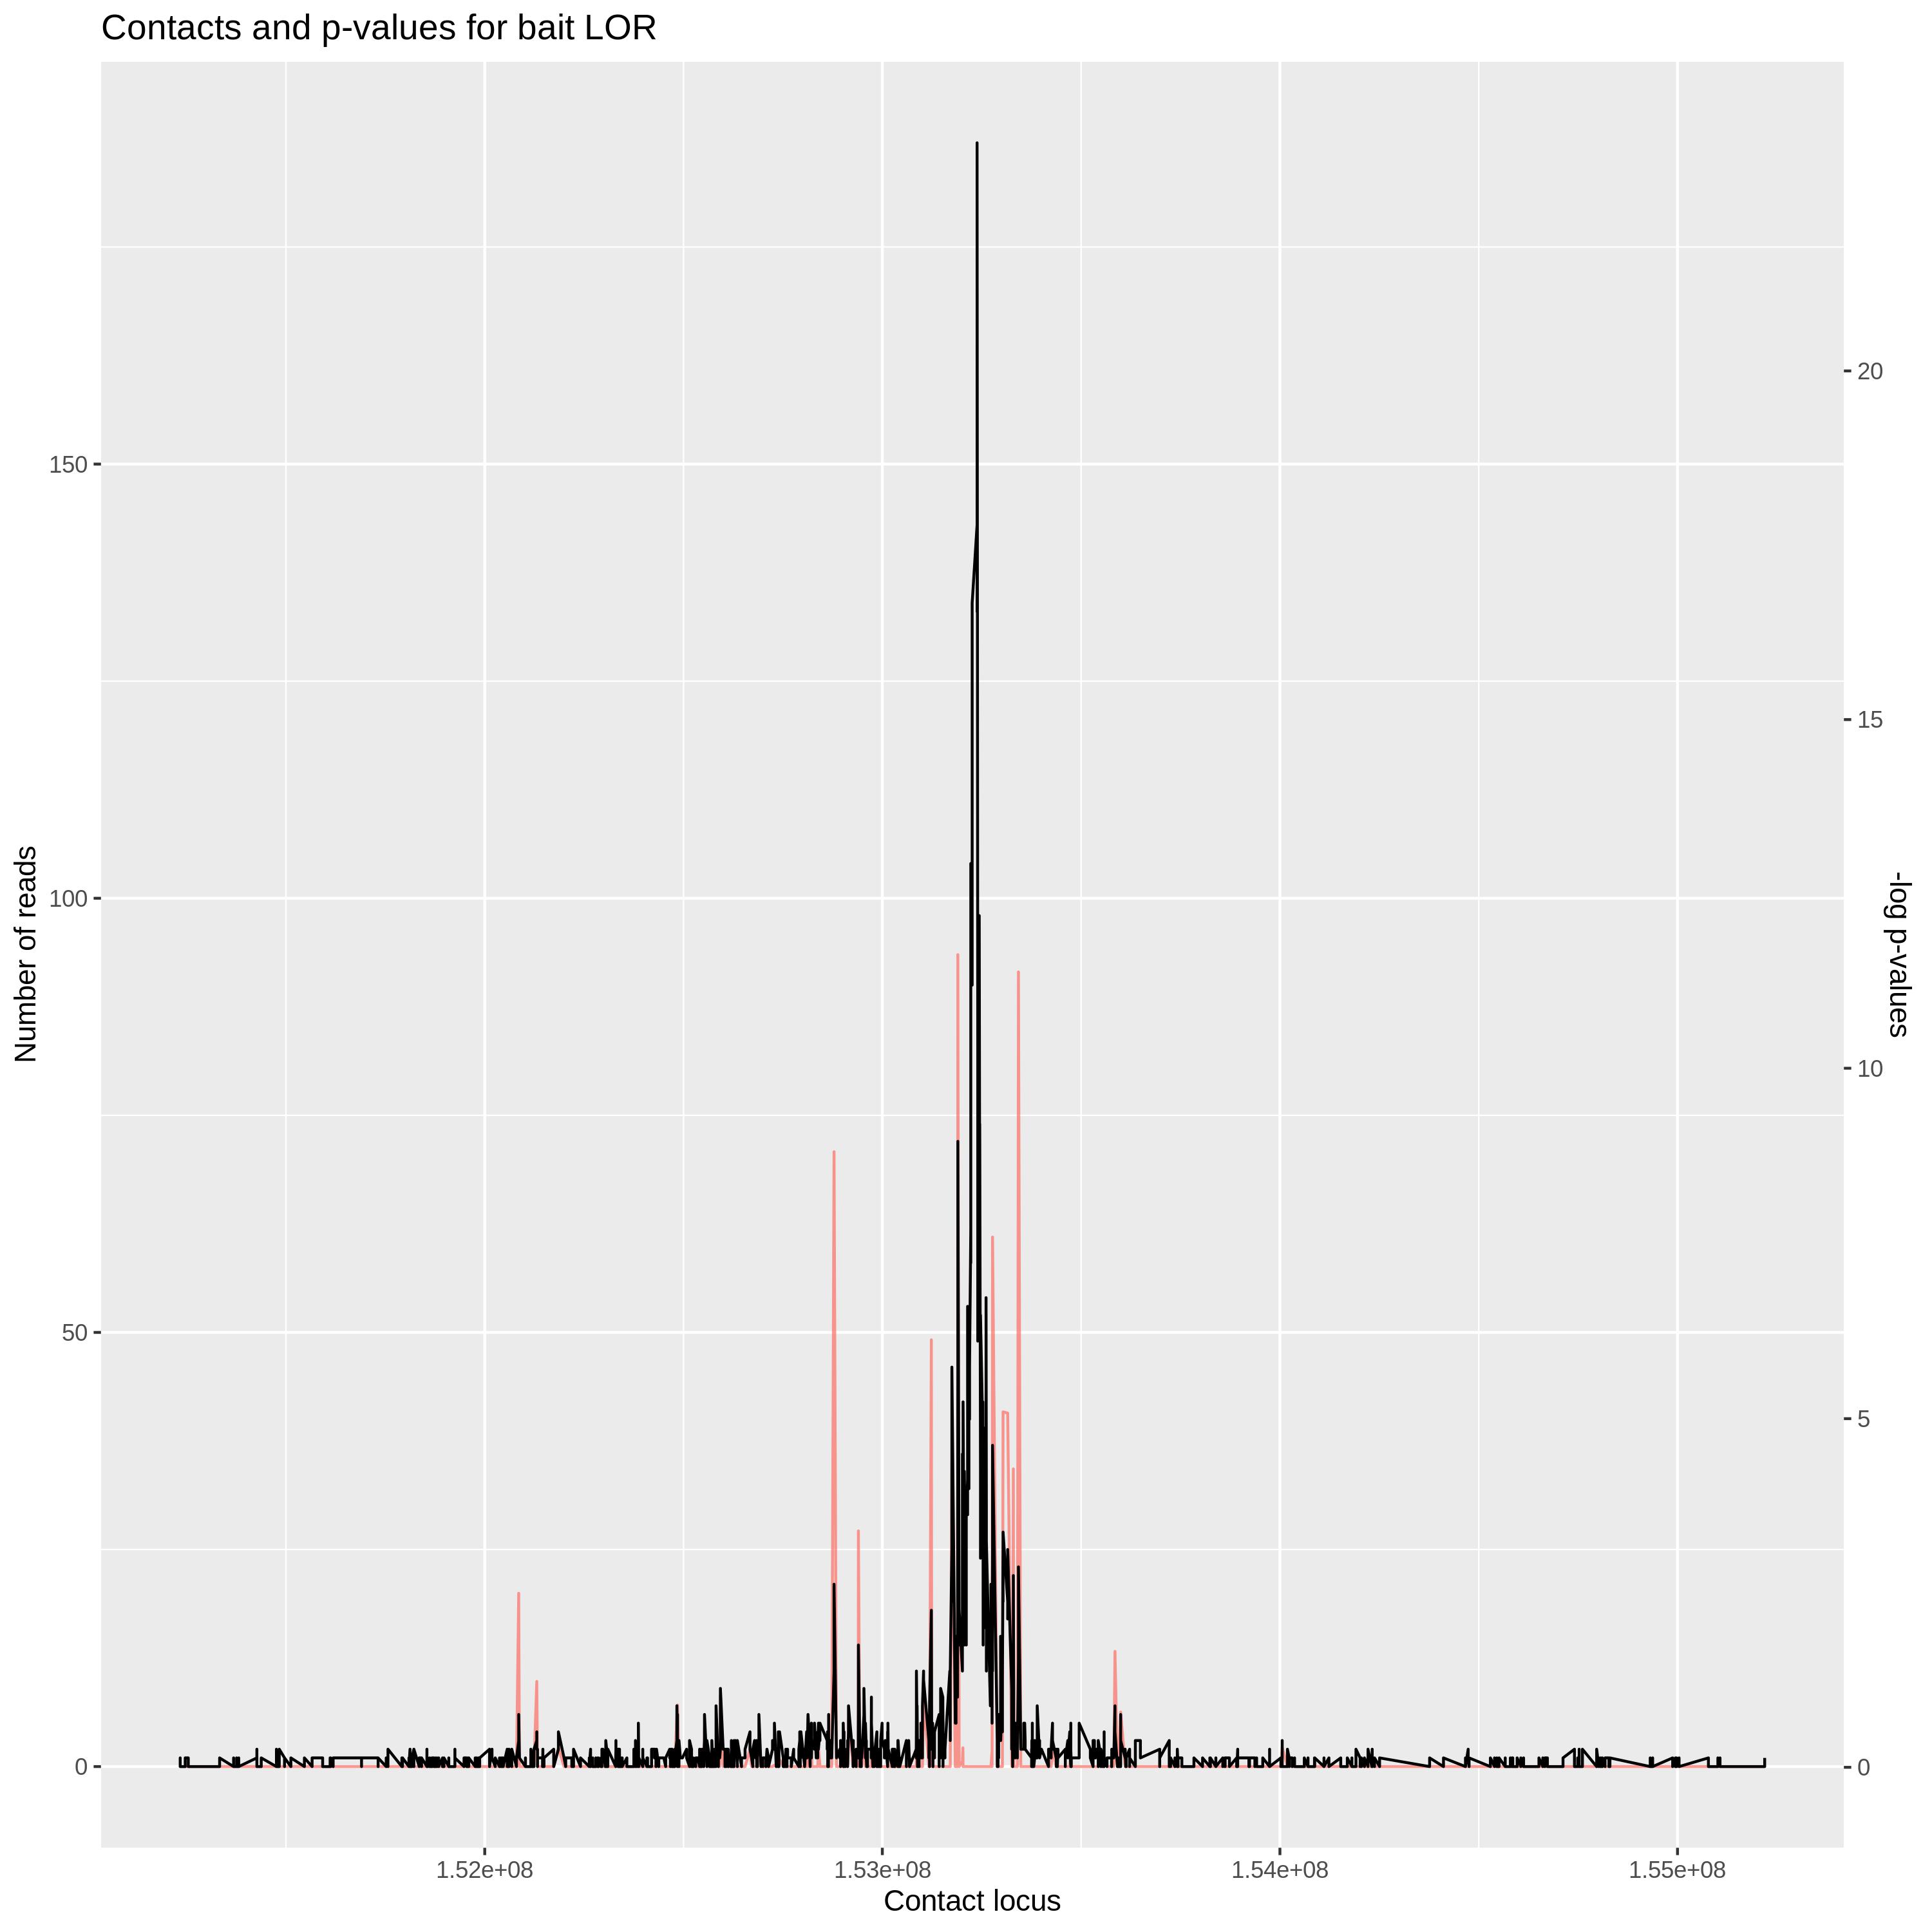 Contacts and p-values for bait LOR
150
100
50
0
Number of reads
20
15
10
5
0
-log p-values
1.52e+08 1.53e+08 1.54e+08 1.55e+08
Contact locus